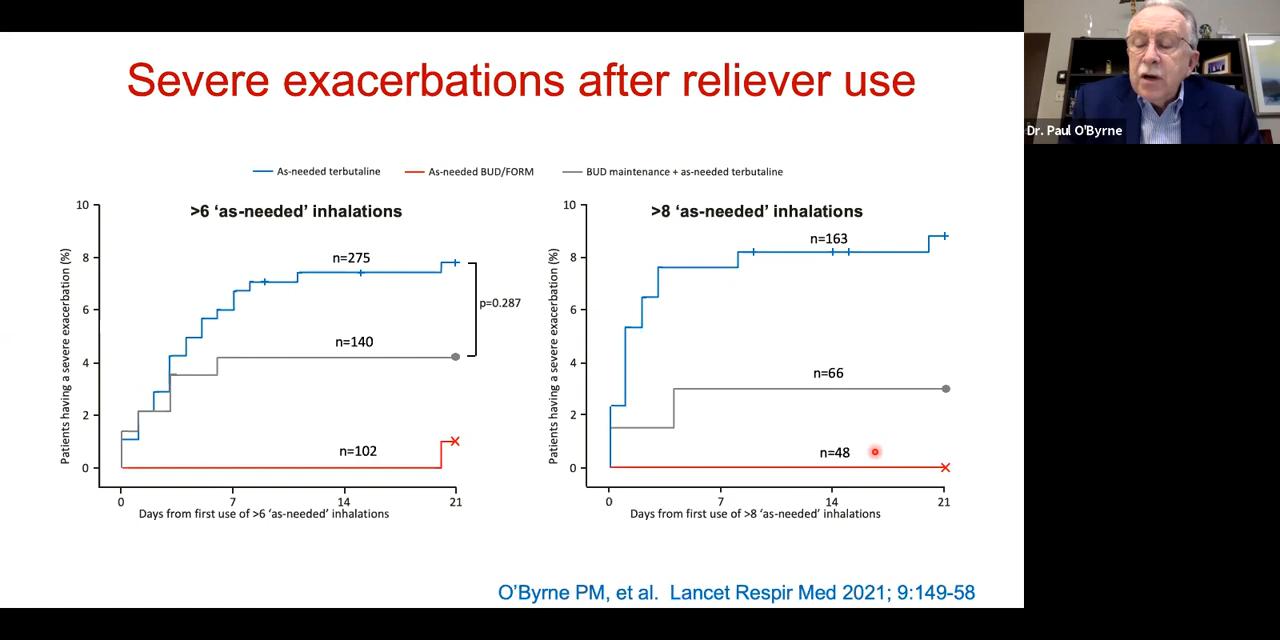 Severe exacerbations after reliever use
As-needed terbutaline
As-needed BUD/FORM
BUD maintenance + as-needed terbutaline
>6 ‘as-needed’ inhalations
Patients having a severe exacerbation (%)
10
8
6
4
2
0
n=275
n=140
n=102
p=0.287
0
7
14
21
Days from first use of >6 ‘as-needed’ inhalations
>8 ‘as-needed’ inhalations
Patients having a severe exacerbation (%)
10
8
6
4
2
0
n=163
n=66
n=48
0
7
14
21
Days from first use of >8 ‘as-needed’ inhalations
O’Byrne PM, et al. Lancet Respir Med 2021; 9:149-58
Dr. Paul O'Byrne